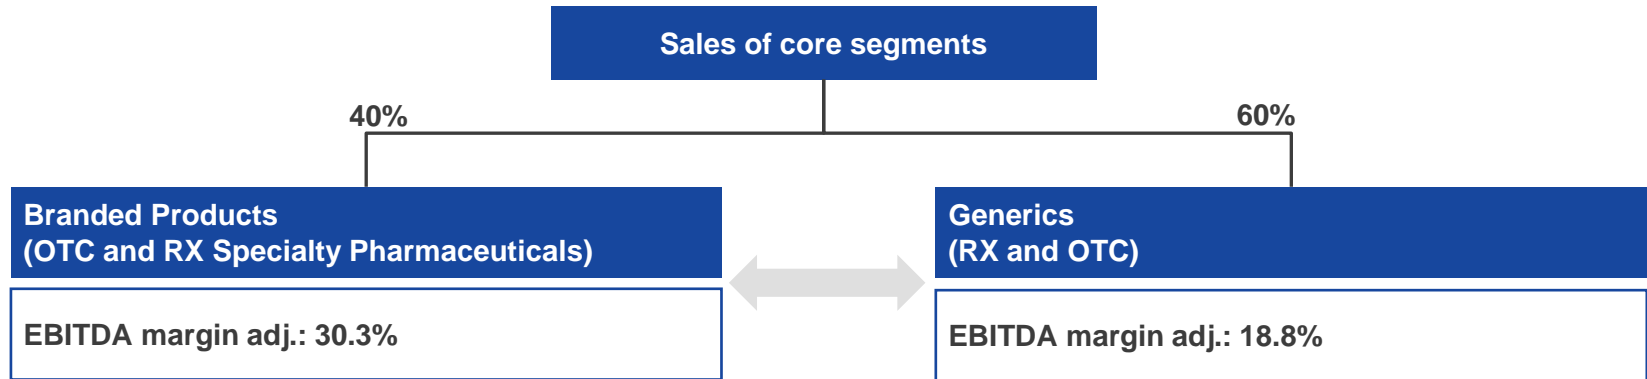 Sales of core segments
40%
60%
Branded Products
(OTC and RX Specialty Pharmaceuticals)
EBITDA margin adj.: 30.3%
Generics
(RX and OTC)
EBITDA margin adj.: 18.8%